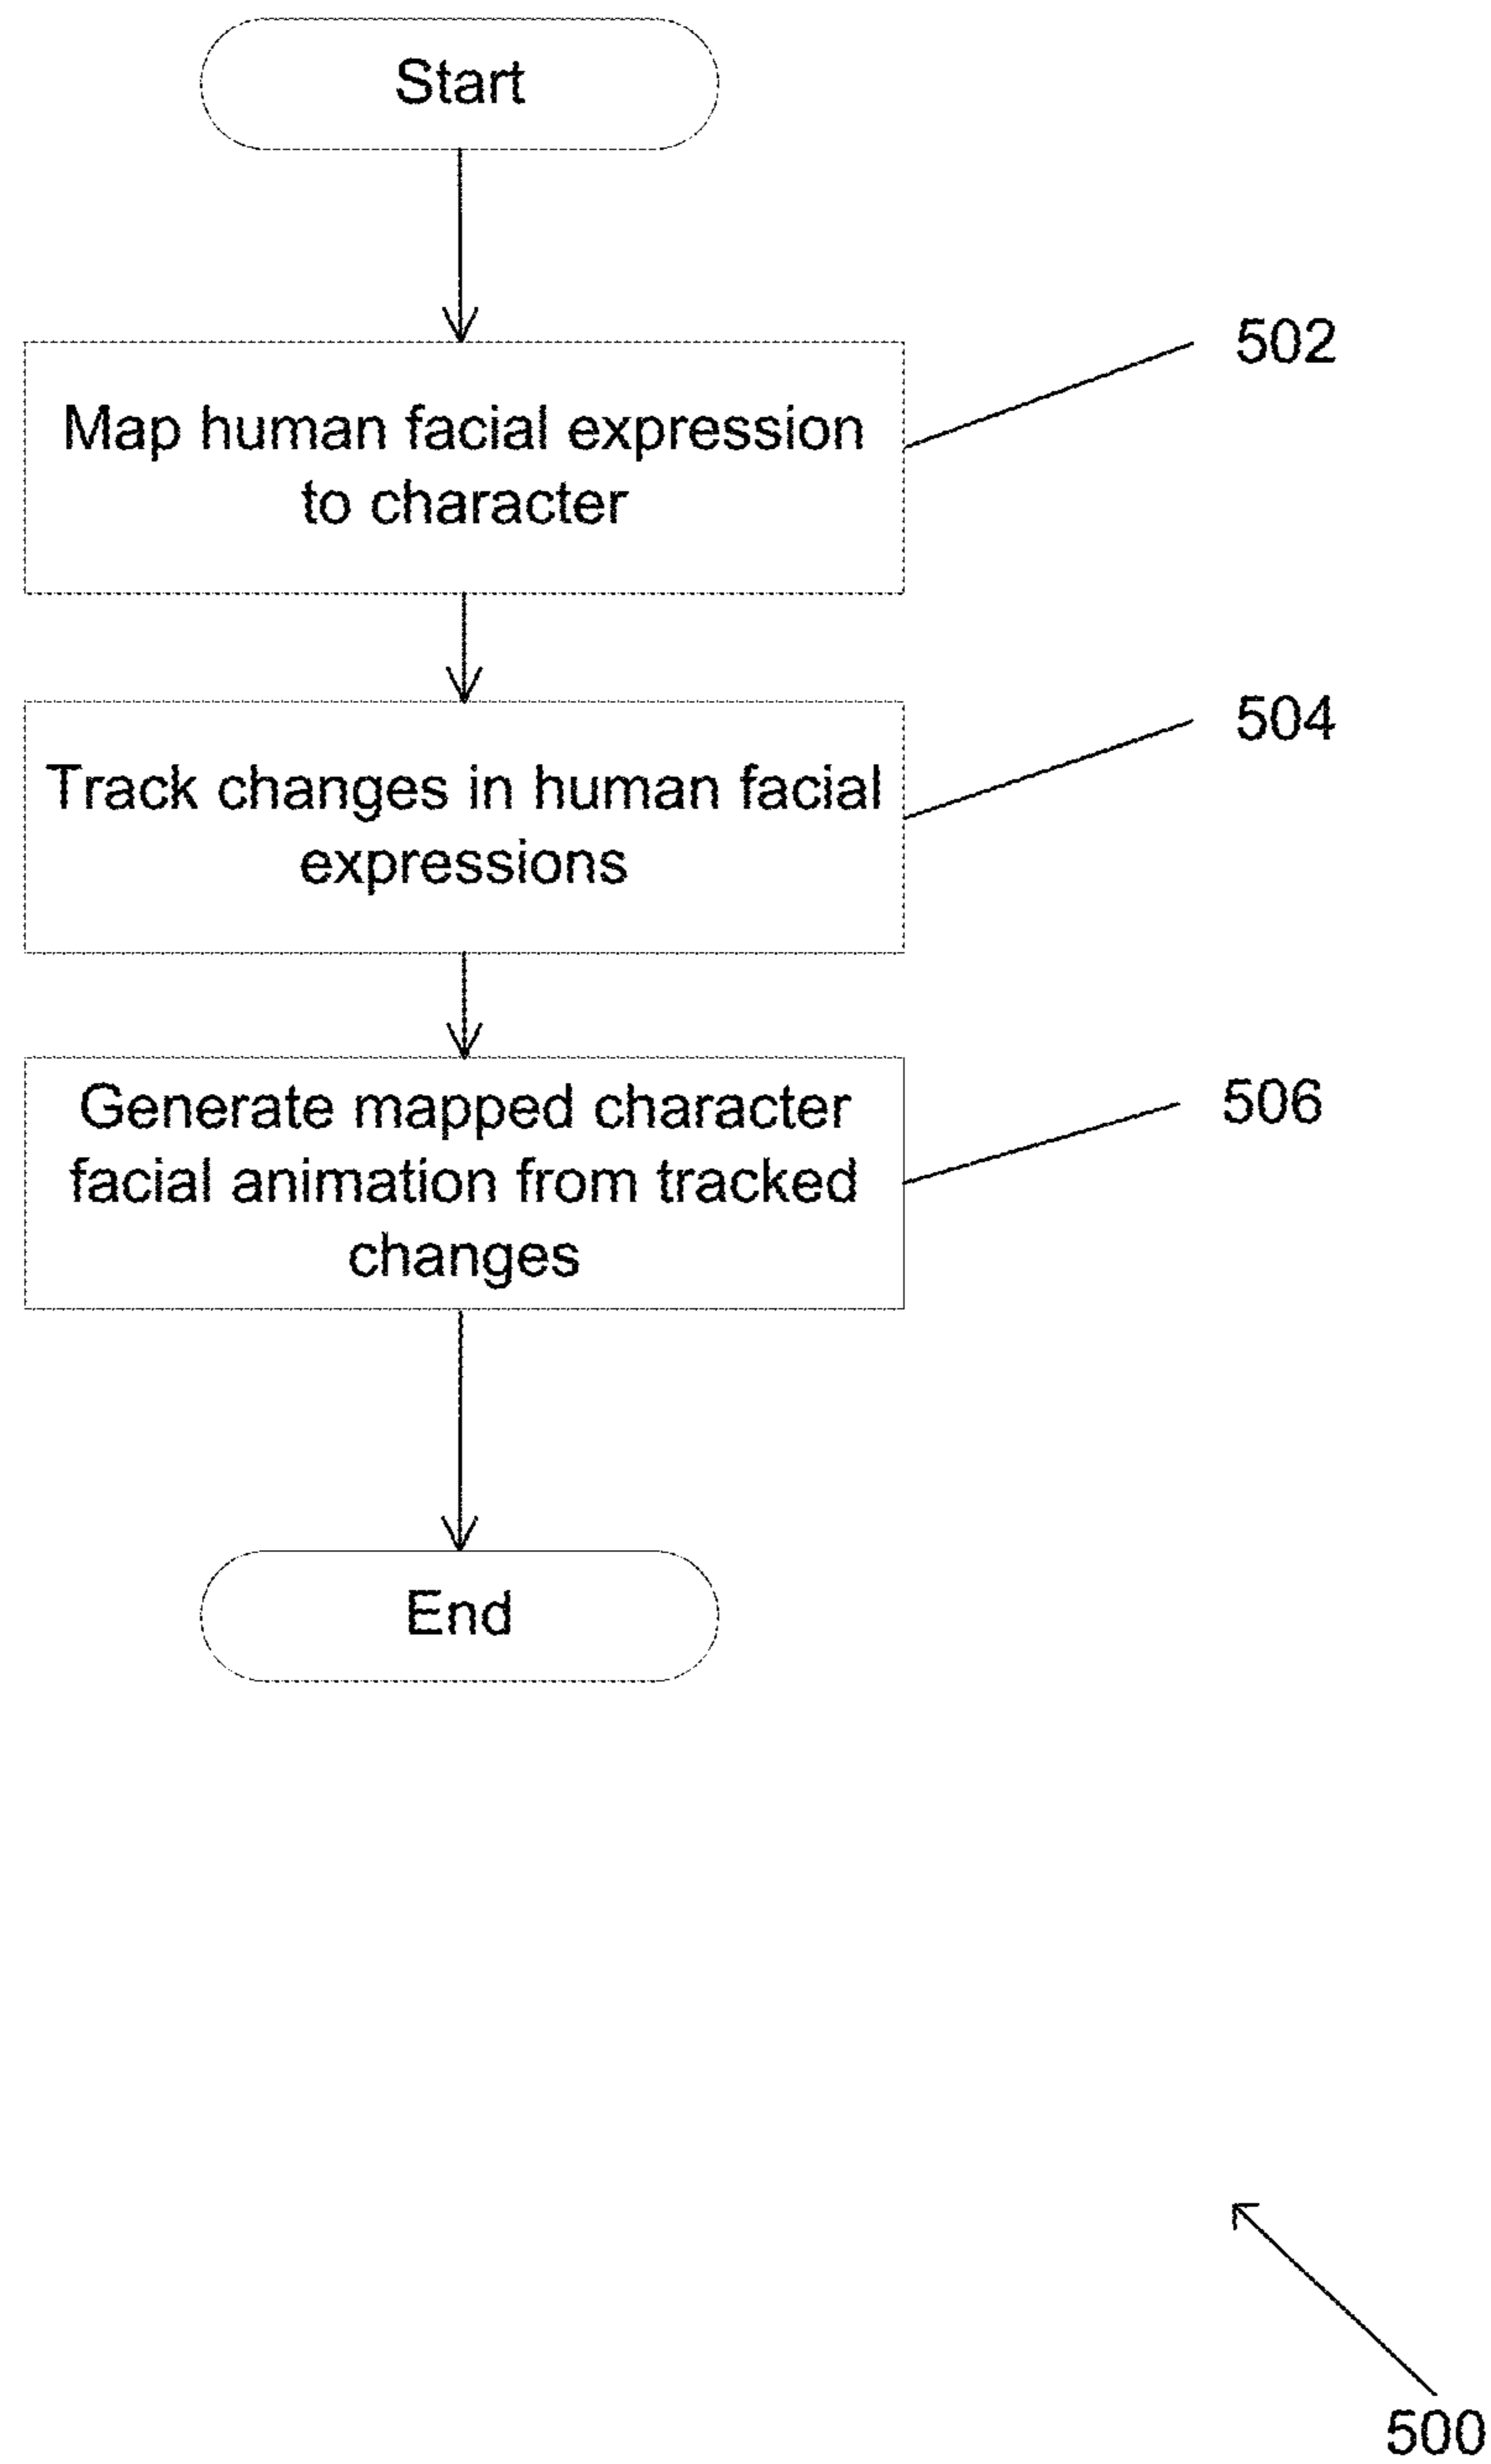 Start
502
Map human facial expression
to character
504
Track changes in human facial
expressions
506
Generate mapped character
facial animation from tracked
changes
End
500